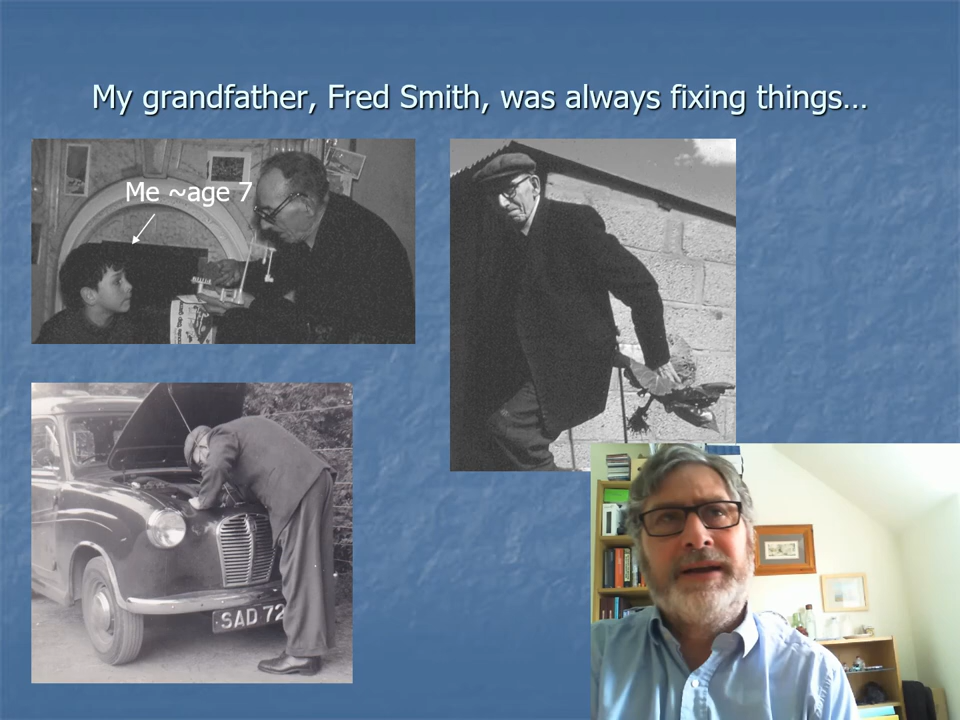 My grandfather, Fred Smith, was always fixing things...
Me ~age 7
SAD 72